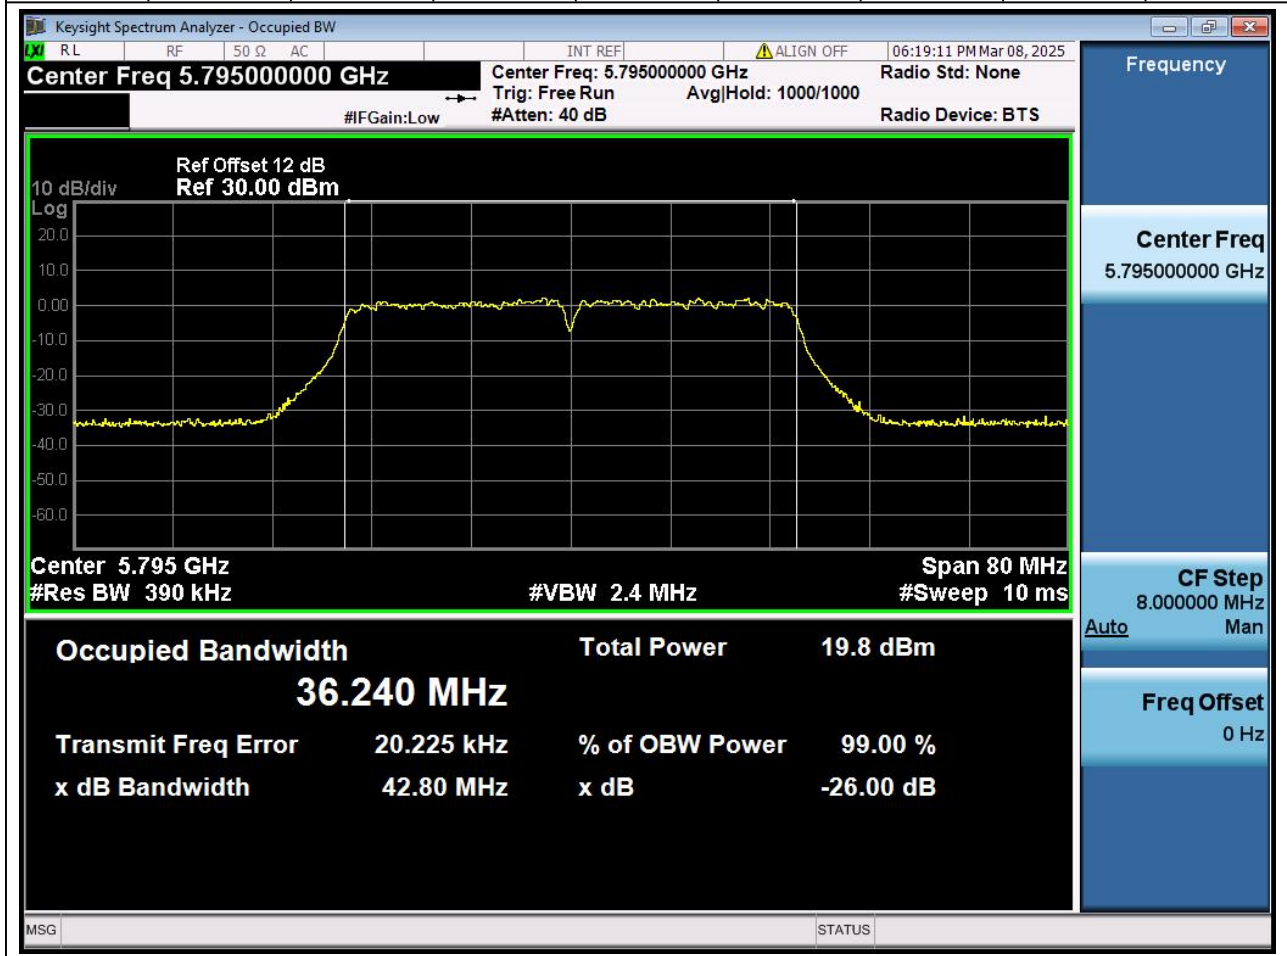 Keysight Spectrum Analyzer - Occupied BW
LXI RL RF 50 Ω AC INT REF ALIGN OFF 06:19:11 PM Mar 08, 2025
Center Freq 5.795000000 GHz
Center Freq: 5.795000000 GHz
Radio Std: None
Trig: Free Run Avg|Hold: 1000/1000
#IFGain:Low
#Atten: 40 dB
Radio Device: BTS
Ref Offset 12 dB
10 dB/div Ref 30.00 dBm
Log
20.0
10.0
0.00
-10.0
-20.0
-30.0
-40.0
-50.0
-60.0
Center 5.795 GHz Span 80 MHz
#Res BW 390 kHz #VBW 2.4 MHz #Sweep 10 ms
Occupied Bandwidth Total Power 19.8 dBm
36.240 MHz
Transmit Freq Error 20.225 kHz % of OBW Power 99.00 %
x dB Bandwidth 42.80 MHz x dB -26.00 dB
Frequency
Center Freq
5.795000000 GHz
CF Step
8.000000 MHz
Auto Man
Freq Offset
0 Hz
MSG STATUS